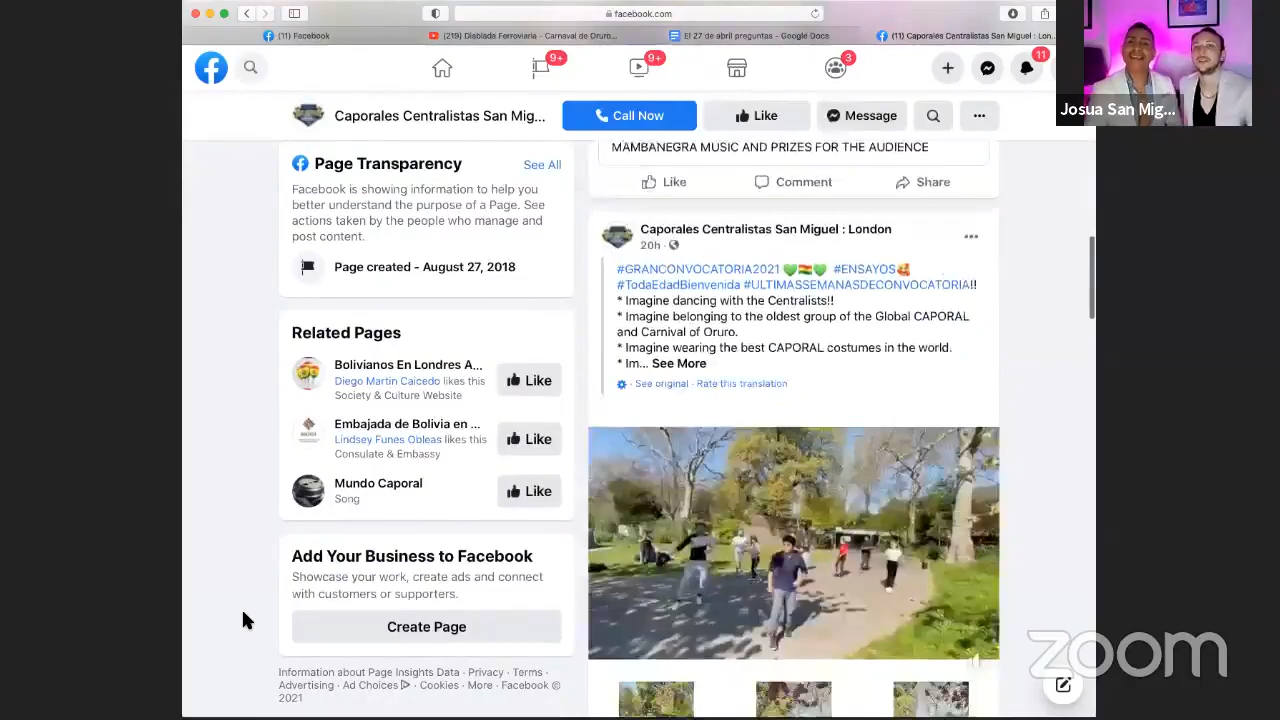 facebook.com
(11) Facebook
(219) Diablada Ferroviaria - Carnaval de Oruro...
El 27 de abril preguntas - Google Docs
(11) Caporales Centralistas San Miguel : Lon...
9+
9+
3
11
Josua San Mig...
Caporales Centralistas San Mig...
Call Now
Like
Message
Page Transparency
See All
Facebook is showing information to help you
better understand the purpose of a Page. See
actions taken by the people who manage and
post content.
Page created - August 27, 2018
Related Pages
Bolivianos En Londres A...
Diego Martin Caicedo likes this
Society & Culture Website
Like
Embajada de Bolivia en ...
Lindsey Funes Obleas likes this
Consulate & Embassy
Like
Mundo Caporal
Song
Like
Add Your Business to Facebook
Showcase your work, create ads and connect
with customers or supporters.
Create Page
Information about Page Insights Data · Privacy · Terms ·
Advertising · Ad Choices · Cookies · More · Facebook ©
2021
MAMBANEGRA MUSIC AND PRIZES FOR THE AUDIENCE
Like
Comment
Share
Caporales Centralistas San Miguel : London
20h ·
#GRANCONVOCATORIA2021 💚🇧🇴💚 #ENSAYOS🥰
#TodaEdadBienvenida #ULTIMASSEMANASDECONVOCATORIA!!
* Imagine dancing with the Centralists!!
* Imagine belonging to the oldest group of the Global CAPORAL
and Carnival of Oruro.
* Imagine wearing the best CAPORAL costumes in the world.
* Im... See More
· See original · Rate this translation
zoom